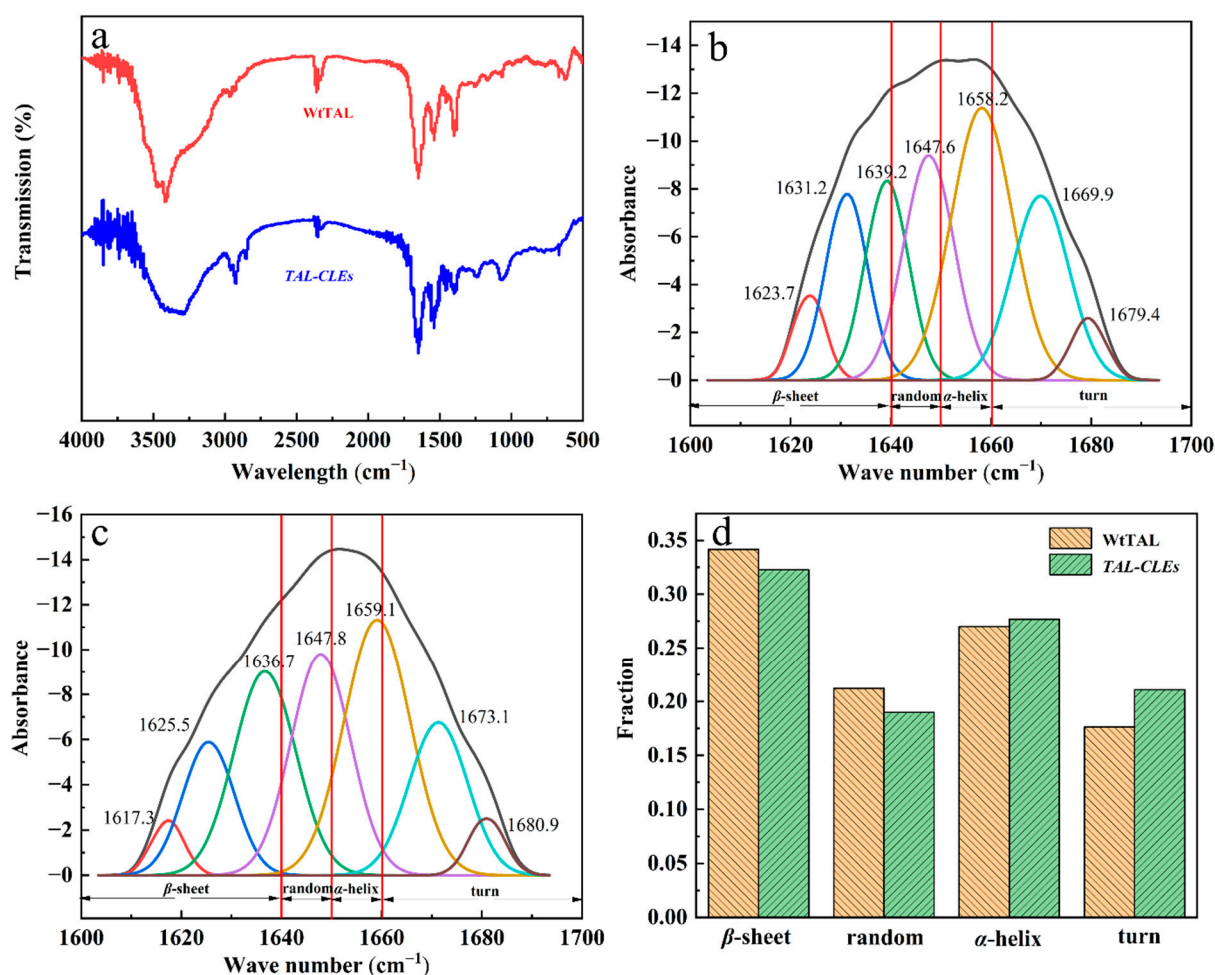 a
Transmission (%)
WtTAL
TAL-CLEs
4000 3500 3000 2500 2000 1500 1000 500
Wavelength (cm⁻¹)
b
Absorbance
−14
−12
−10
−8
−6
−4
−2
−0
1623.7
1631.2
1639.2
1647.6
1658.2
1669.9
1679.4
β-sheet random α-helix turn
1600 1620 1640 1660 1680 1700
Wave number (cm⁻¹)
c
Absorbance
−16
−14
−12
−10
−8
−6
−4
−2
−0
1617.3
1625.5
1636.7
1647.8
1659.1
1673.1
1680.9
β-sheet random α-helix turn
1600 1620 1640 1660 1680 1700
Wave number (cm⁻¹)
d
Fraction
0.35
0.30
0.25
0.20
0.15
0.10
0.05
0.00
WtTAL
TAL-CLEs
β-sheet random α-helix turn